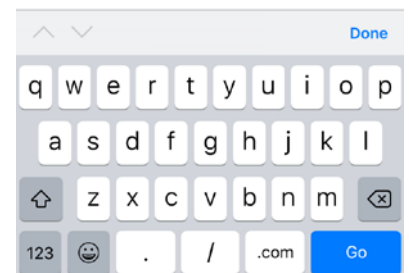 Done
q w e r t y u i o p
a s d f g h j k l
z x c v b n m
123 . / .com Go